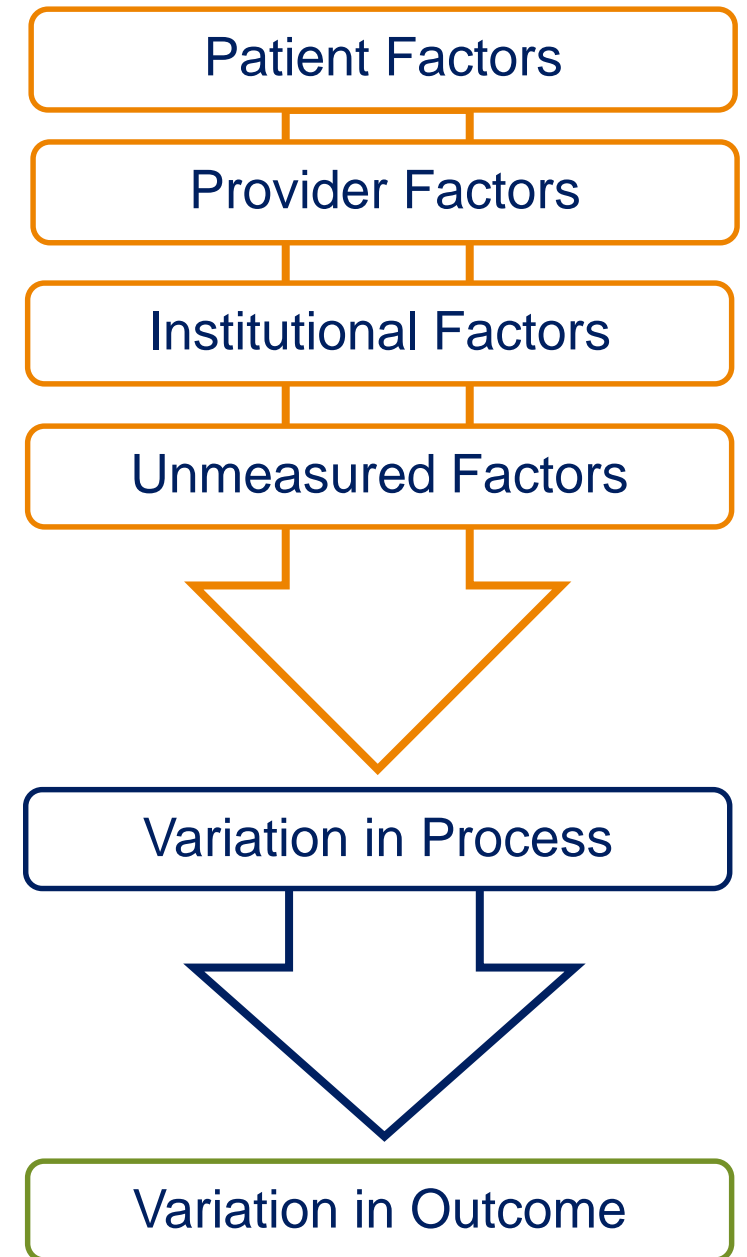 Patient Factors
Provider Factors
Institutional Factors
Unmeasured Factors
Variation in Process
Variation in Outcome